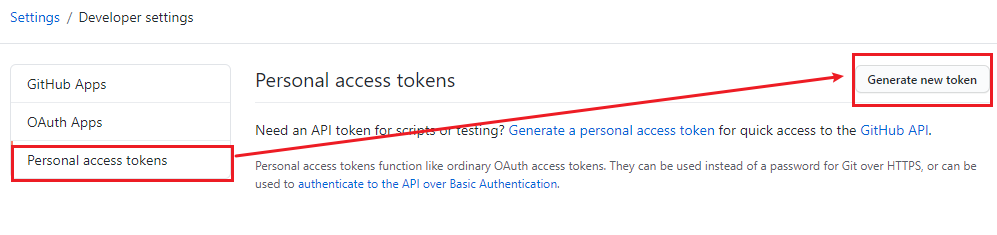 Settings / Developer settings
GitHub Apps
OAuth Apps
Personal access tokens
Personal access tokens
Generate new token
Need an API token for scripts or testing? Generate a personal access token for quick access to the GitHub API.
Personal access tokens function like ordinary OAuth access tokens. They can be used instead of a password for Git over HTTPS, or can be
used to authenticate to the API over Basic Authentication.